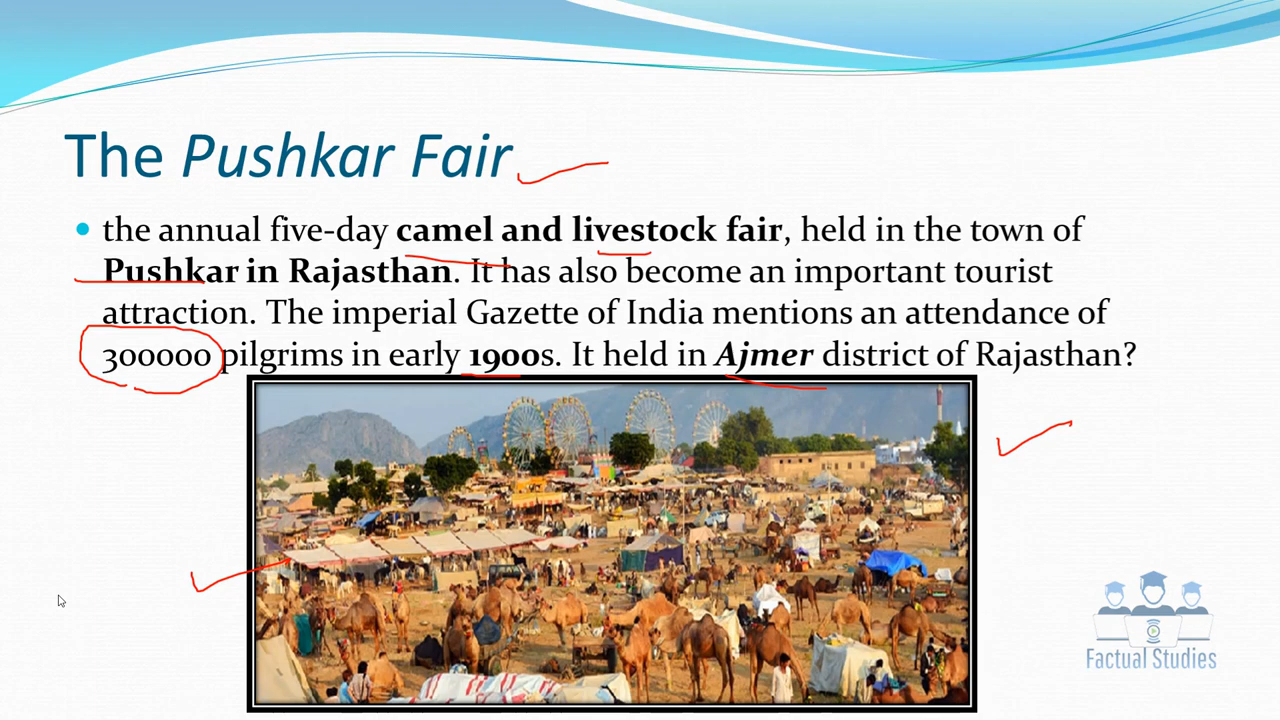 The Pushkar Fair
the annual five-day camel and livestock fair, held in the town of
Pushkar in Rajasthan. It has also become an important tourist
attraction. The imperial Gazette of India mentions an attendance of
300000 pilgrims in early 1900s. It held in Ajmer district of Rajasthan?
Factual Studies